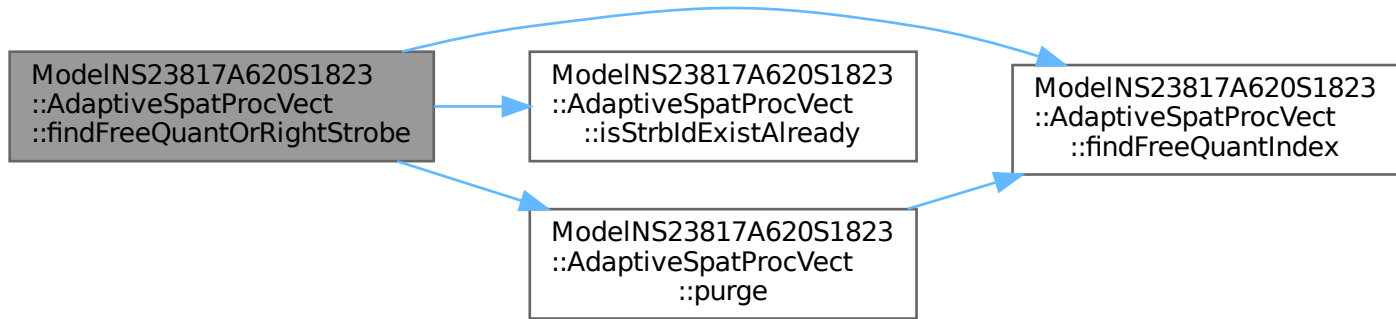 ModelNS23817A620S1823
::AdaptiveSpatProcVect
::findFreeQuantOrRightStrobe
ModelNS23817A620S1823
::AdaptiveSpatProcVect
::isStrbIdExistAlready
ModelNS23817A620S1823
::AdaptiveSpatProcVect
::findFreeQuantIndex
ModelNS23817A620S1823
::AdaptiveSpatProcVect
::purge